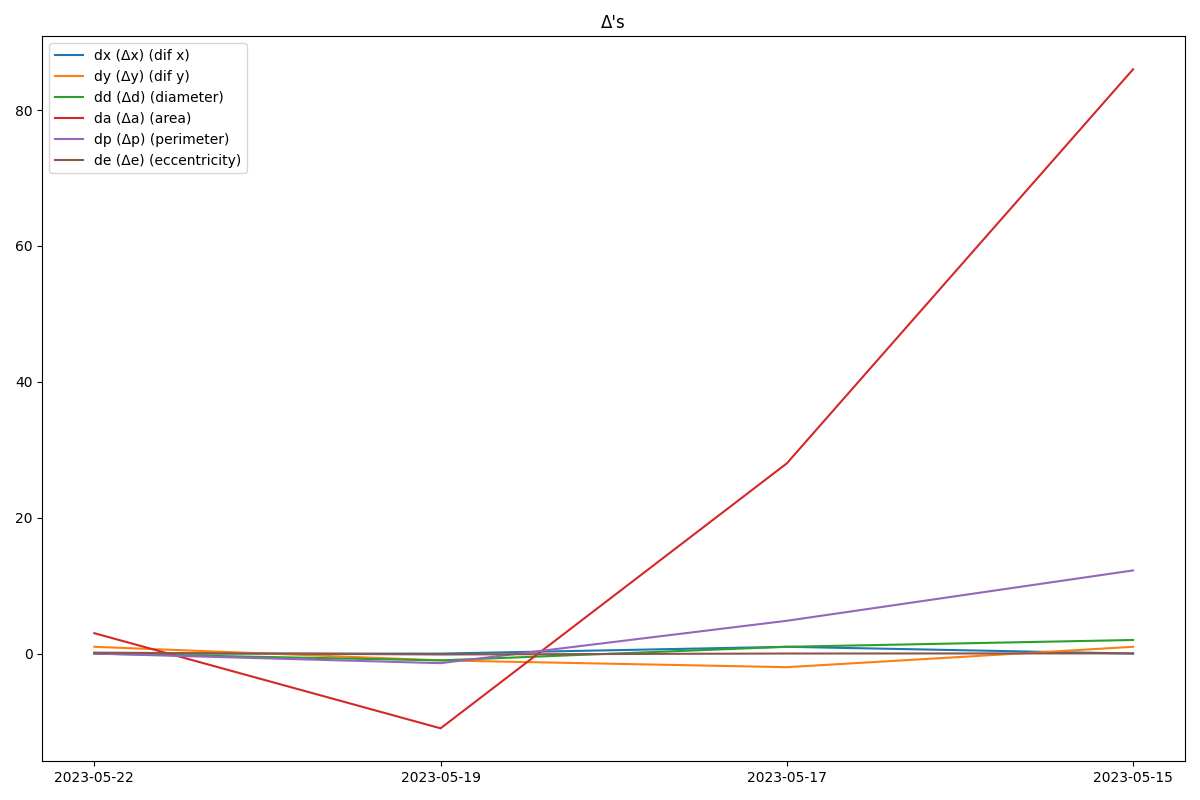 Δ's
dx (Δx) (dif x)
dy (Δy) (dif y)
dd (Δd) (diameter)
da (Δa) (area)
dp (Δp) (perimeter)
de (Δe) (eccentricity)
80
60
40
20
0
2023-05-22 2023-05-19 2023-05-17 2023-05-15